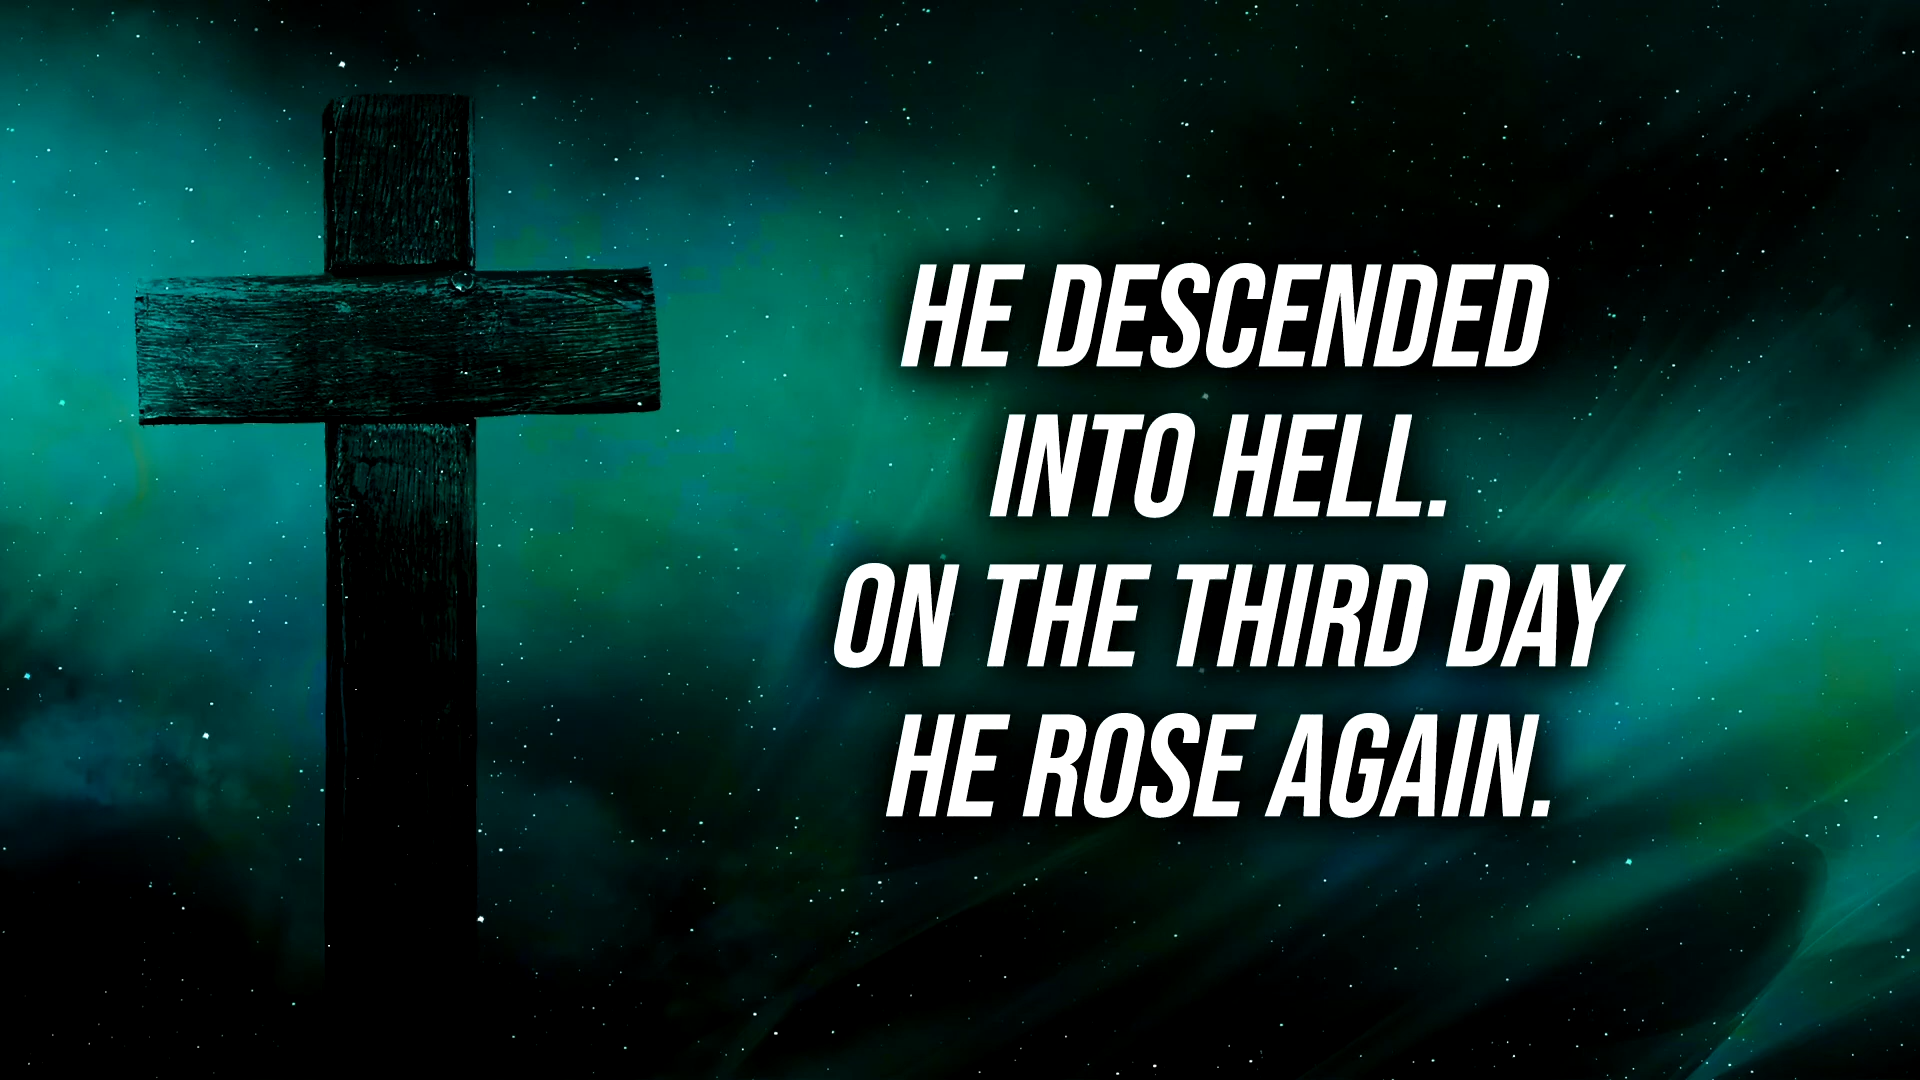 HE DESCENDED
INTO HELL.
ON THE THIRD DAY
HE ROSE AGAIN.